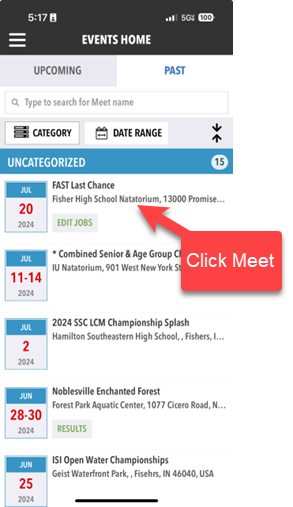 5:17
5G 100
EVENTS HOME
UPCOMING PAST
Type to search for Meet name
CATEGORY DATE RANGE
UNCATEGORIZED 15
JUL
20
2024
FAST Last Chance
Fisher High School Natatorium, 13000 Promise...
EDIT JOBS
Click Meet
JUL
11-14
2024
* Combined Senior & Age Group C
IU Natatorium, 901 West New York St
JUL
2
2024
2024 SSC LCM Championship Splash
Hamilton Southeastern High School, , Fishers, I...
JUN
28-30
2024
Noblesville Enchanted Forest
Forest Park Aquatic Center, 1077 Cicero Road, N...
RESULTS
JUN
25
2024
ISI Open Water Championships
Geist Waterfront Park, , Fisehrs, IN 46040, USA